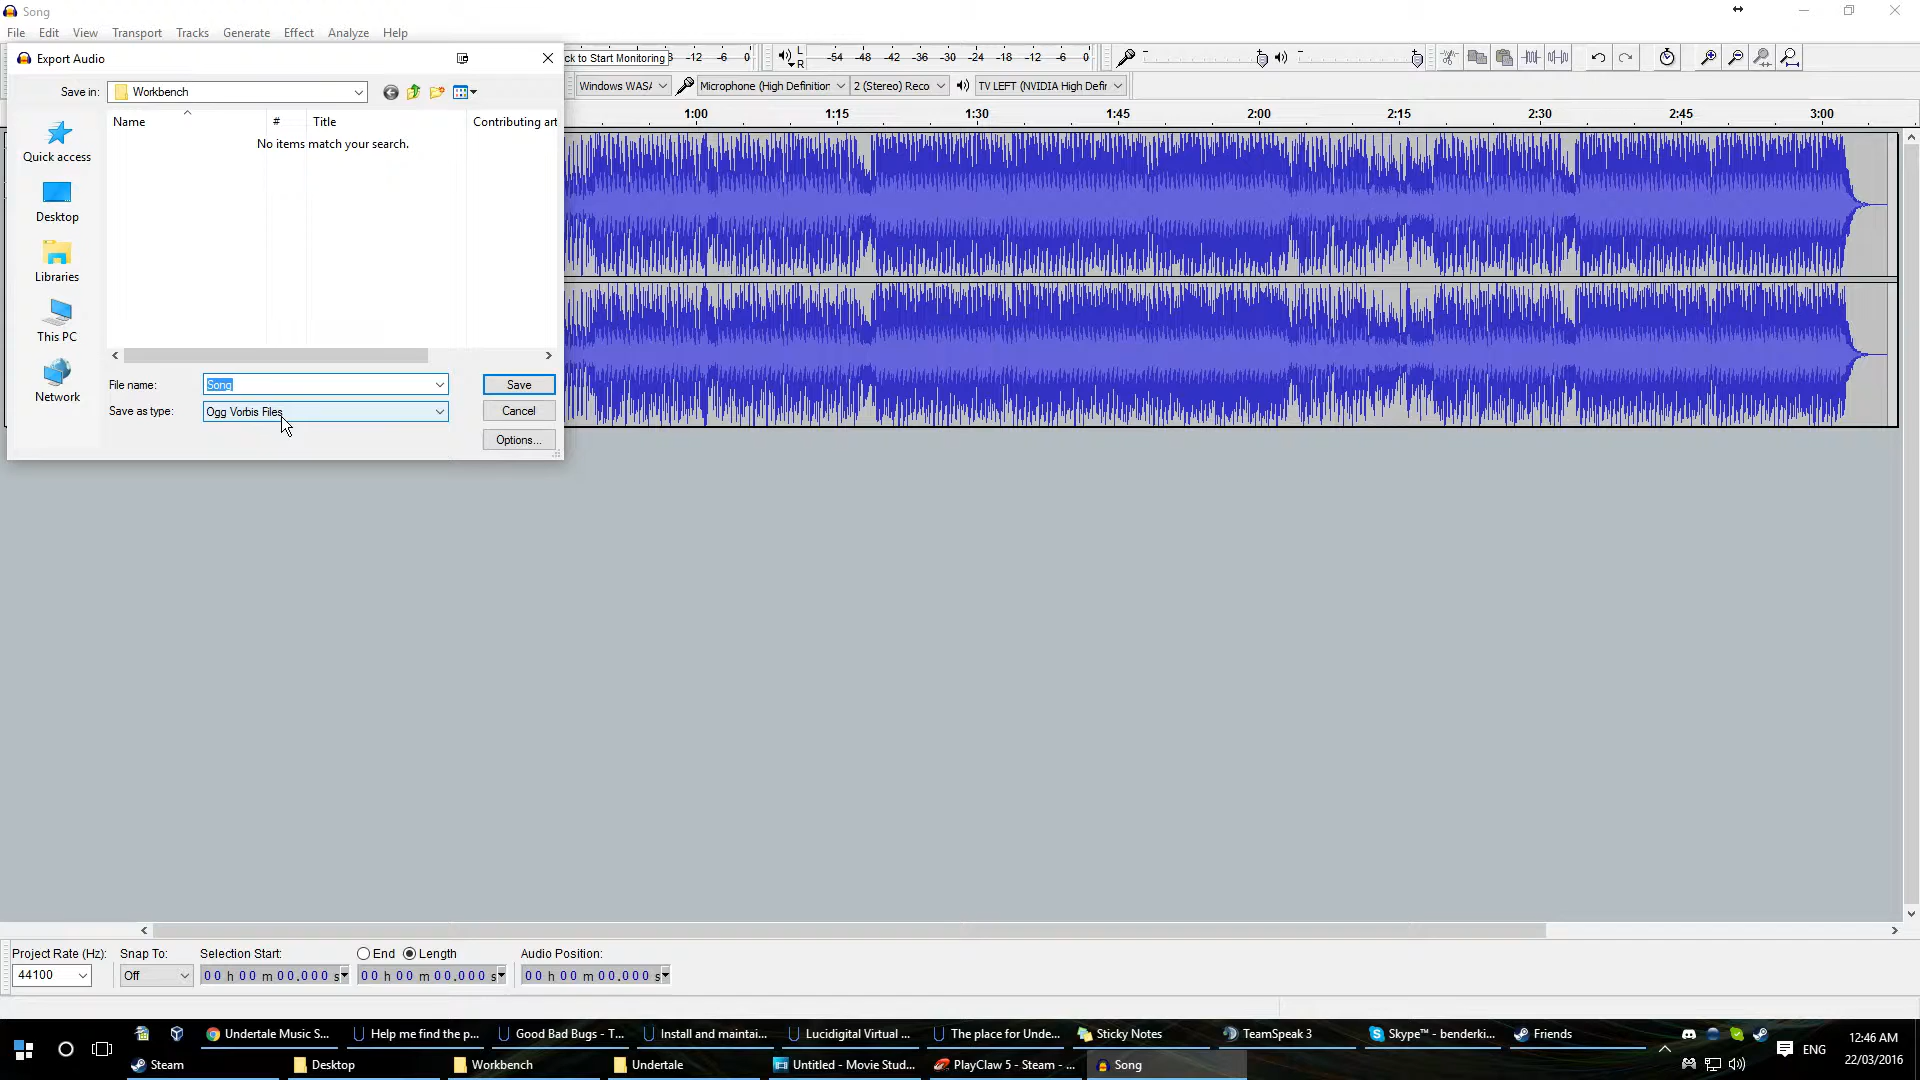 Song
File Edit View Transport Tracks Generate Effect Analyze Help
Export Audio
ck to Start Monitoring -12 -6 0
L R -54 -48 -42 -36 -30 -24 -18 -12 -6 0
Save in: Workbench
Windows WASA Microphone (High Definition 2 (Stereo) Reco TV LEFT (NVIDIA High Defir
Name # Title Contributing art
1:00 1:15 1:30 1:45 2:00 2:15 2:30 2:45 3:00
No items match your search.
Quick access
Desktop
Libraries
This PC
Network
File name: Song Save
Save as type: Ogg Vorbis Files Cancel
Options...
Project Rate (Hz): Snap To: Selection Start: End Length Audio Position:
44100 Off 00 h 00 m 00.000 s 00 h 00 m 00.000 s 00 h 00 m 00.000 s
Undertale Music S... Help me find the p... Good Bad Bugs - T... Install and maintai... Lucidigital Virtual ... The place for Unde... Sticky Notes TeamSpeak 3 Skype™ - benderki... Friends
Steam Desktop Workbench Undertale Untitled - Movie Stud... PlayClaw 5 - Steam - ... Song
ENG
12:46 AM
22/03/2016